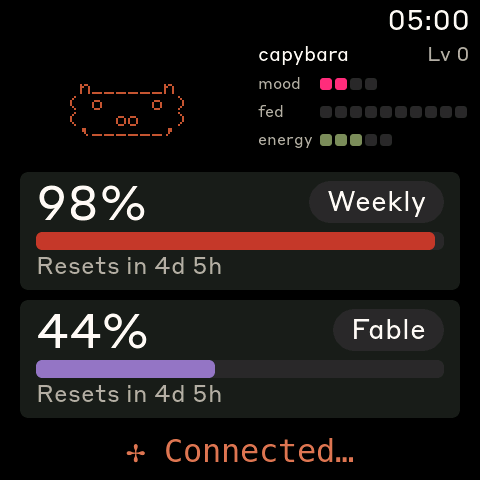 05:00
capybara Lv 0
mood
fed
energy
98% Weekly
Resets in 4d 5h
44% Fable
Resets in 4d 5h
✢ Connected…